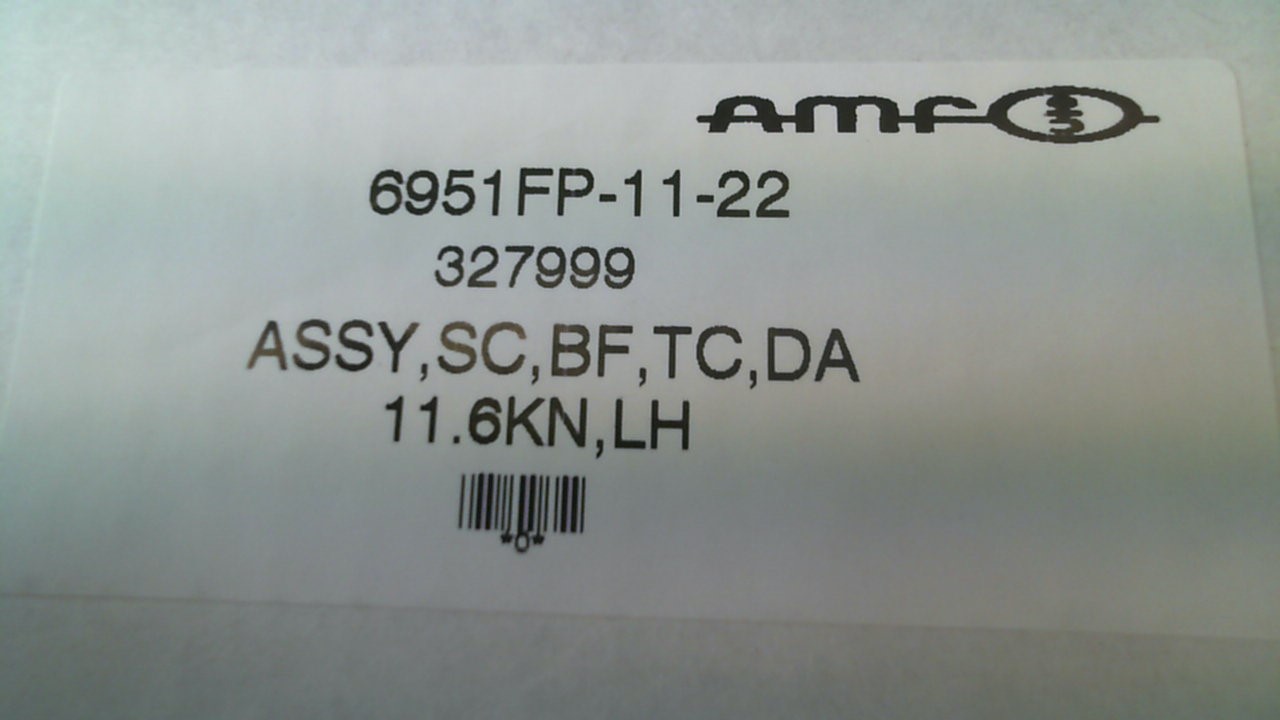 AMF
6951FP-11-22
327999
ASSY,SC,BF,TC,DA
11.6KN,LH
*0*